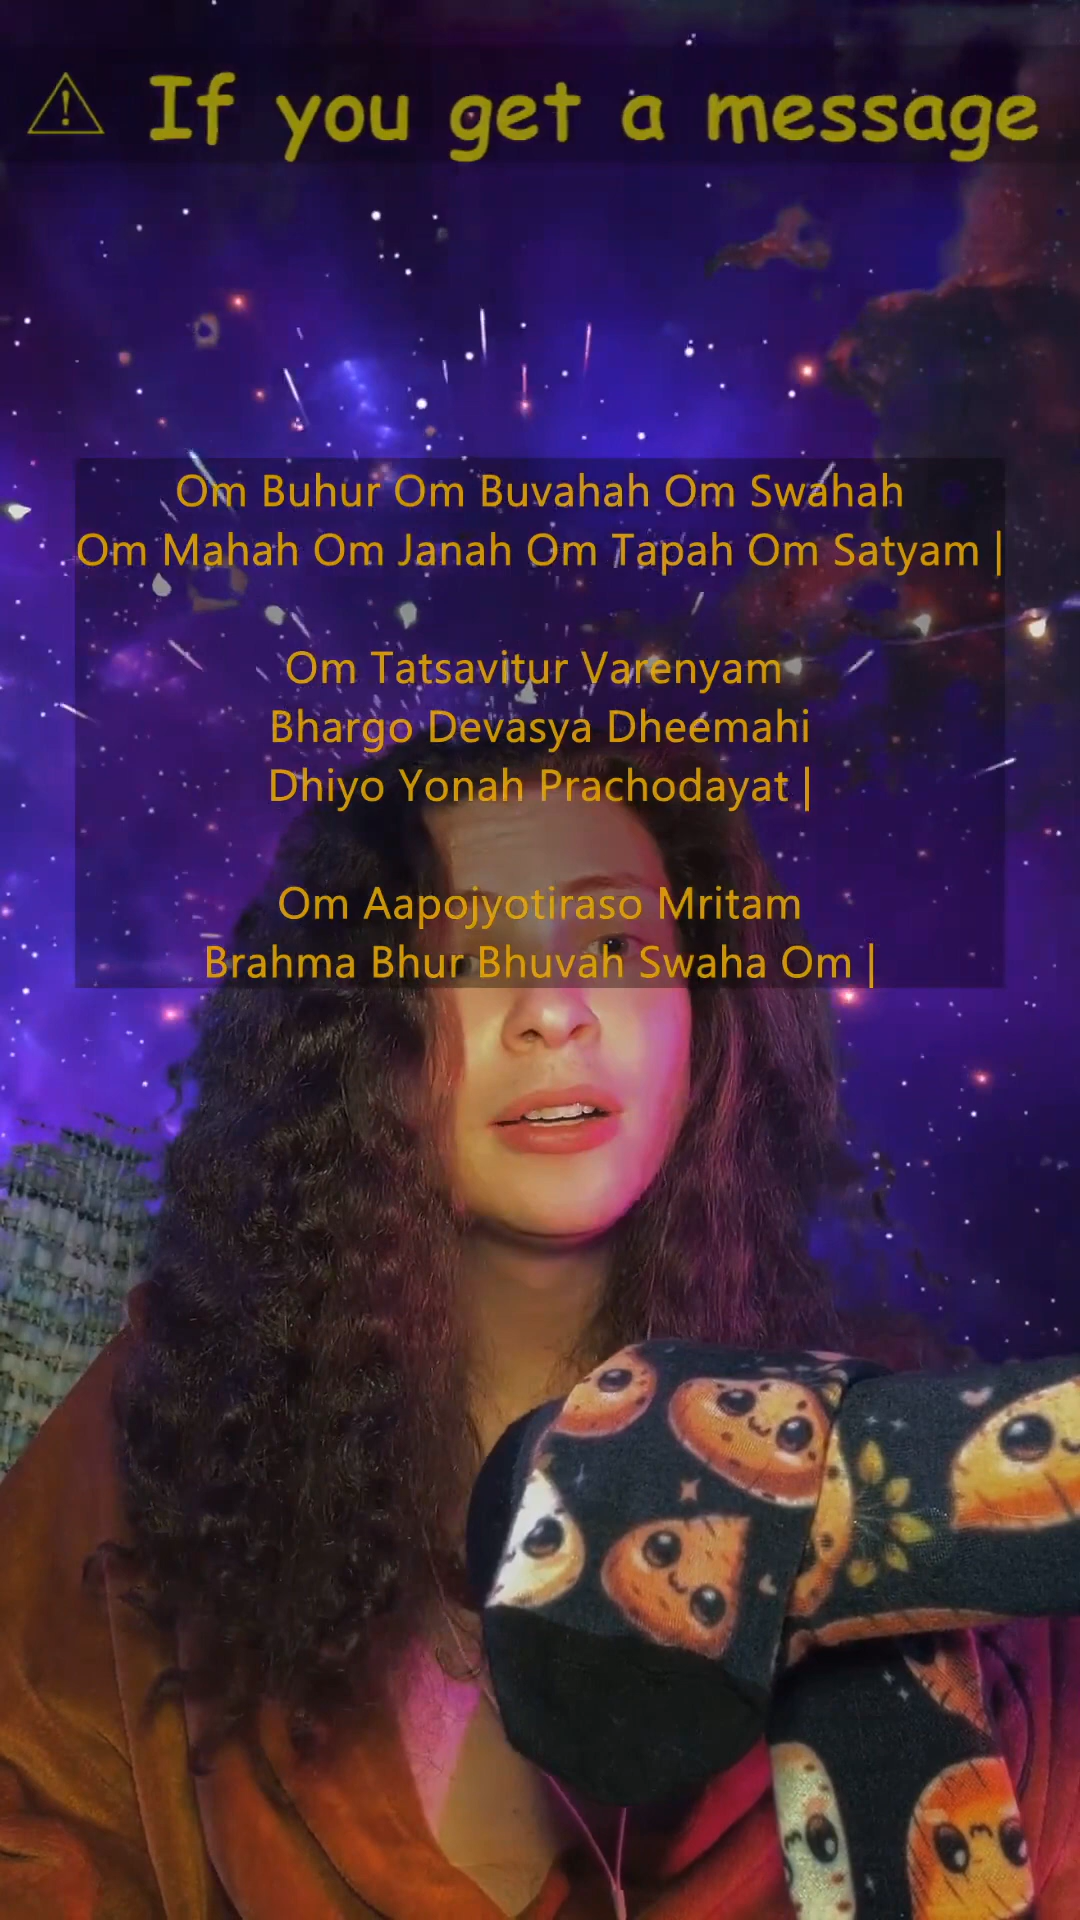 ⚠ If you get a message
Om Buhur Om Buvahah Om Swahah
Om Mahah Om Janah Om Tapah Om Satyam |
Om Tatsavitur Varenyam
Bhargo Devasya Dheemahi
Dhiyo Yonah Prachodayat |
Om Aapojyotiraso Mritam
Brahma Bhur Bhuvah Swaha Om |